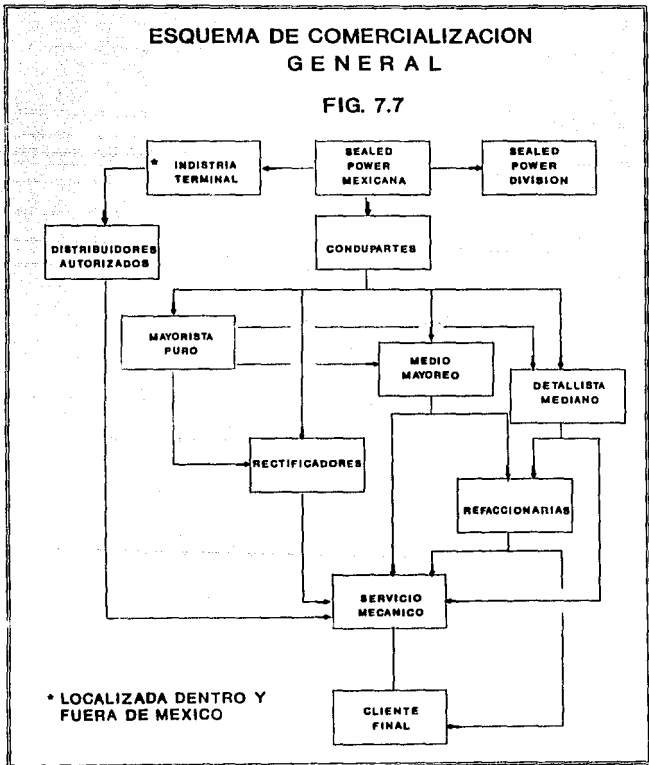 ESQUEMA DE COMERCIALIZACION
GENERAL
FIG. 7.7
* INDISTRIA
TERMINAL
SEALED
POWER
MEXICANA
SEALED
POWER
DIVISION
DISTRIBUIDORES
AUTORIZADOS
CONDUPARTES
MAYORISTA
PURO
MEDIO
MAYOREO
DETALLISTA
MEDIANO
RECTIFICADORES
REFACCIONARIAS
SERVICIO
MECANICO
* LOCALIZADA DENTRO Y
FUERA DE MEXICO
CLIENTE
FINAL